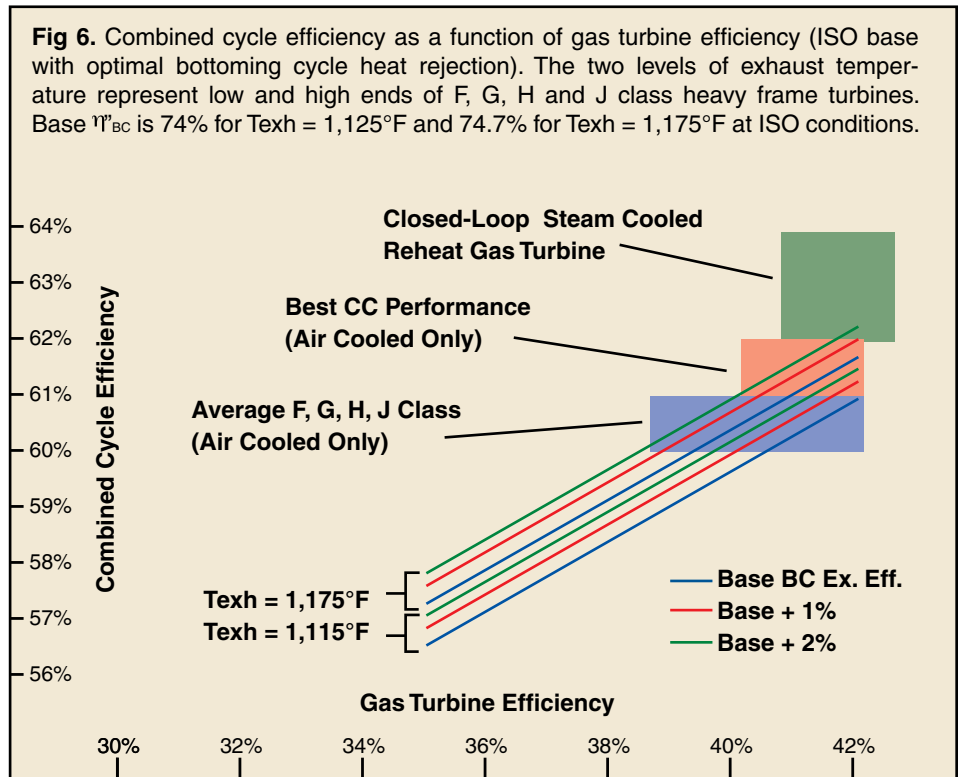 Fig 6. Combined cycle efficiency as a function of gas turbine efficiency (ISO base
with optimal bottoming cycle heat rejection). The two levels of exhaust temper-
ature represent low and high ends of F, G, H and J class heavy frame turbines.
Base η"BC is 74% for Texh = 1,125°F and 74.7% for Texh = 1,175°F at ISO conditions.
Closed-Loop Steam Cooled
Reheat Gas Turbine
Best CC Performance
(Air Cooled Only)
Average F, G, H, J Class
(Air Cooled Only)
Combined Cycle Efficiency
64%
63%
62%
61%
60%
59%
58%
57%
56%
Texh = 1,175°F
Texh = 1,115°F
Base BC Ex. Eff.
Base + 1%
Base + 2%
Gas Turbine Efficiency
30%
32%
34%
36%
38%
40%
42%